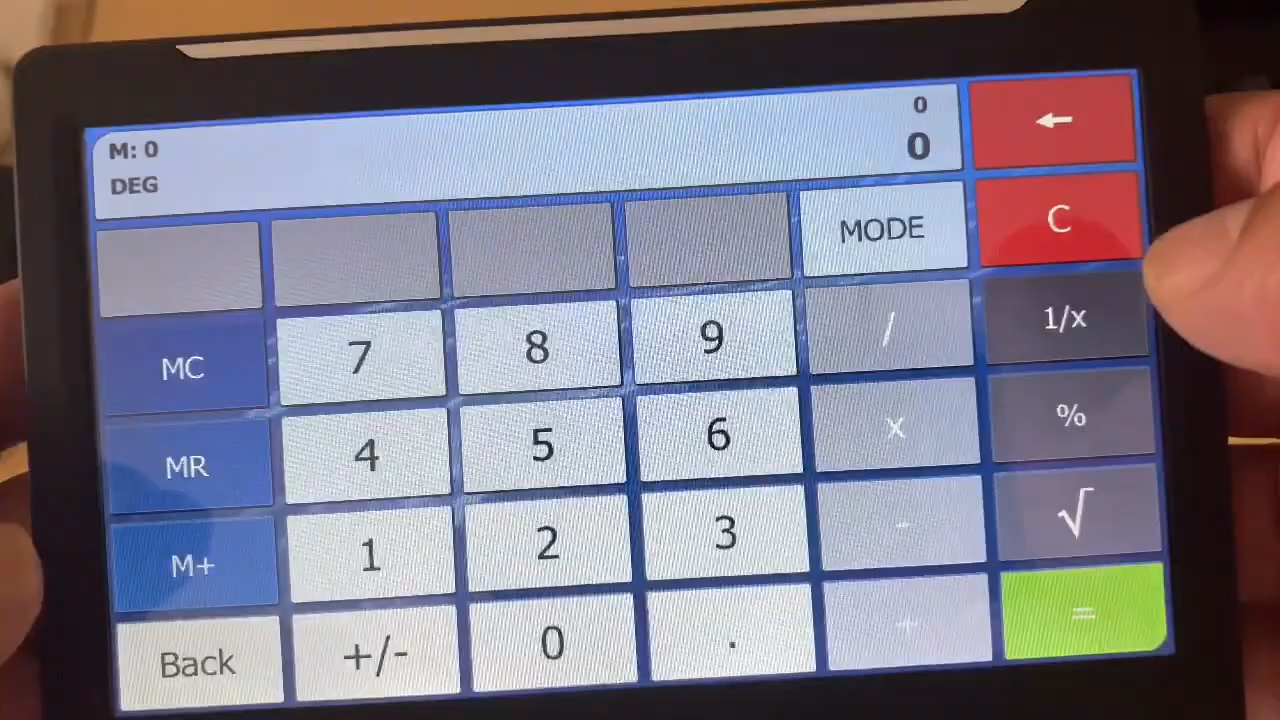 M: 0 0
DEG 0
←
MODE C
MC 7 8 9 / 1/x
MR 4 5 6 x %
M+ 1 2 3 - √
Back +/- 0 . + =